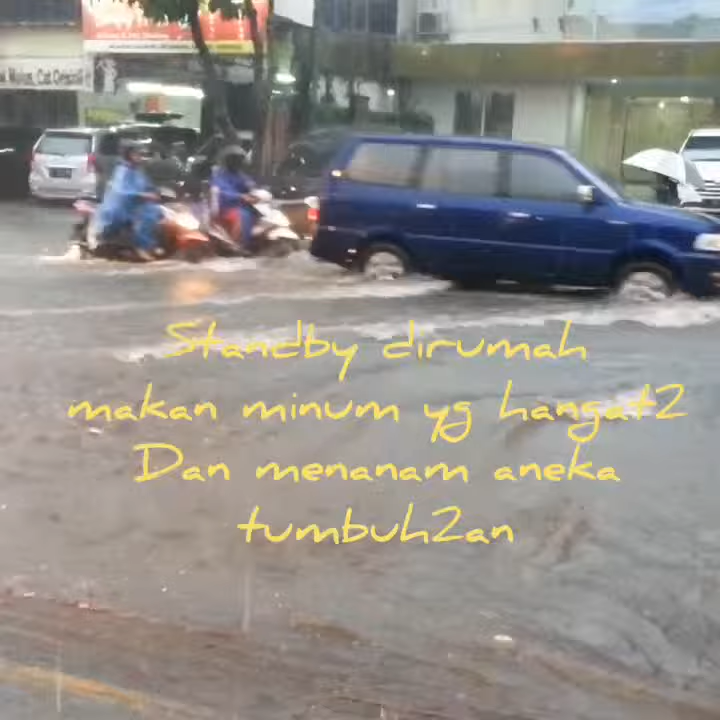 Standby dirumah
makan minum yg hangat2
Dan menanam aneka
tumbuh2an